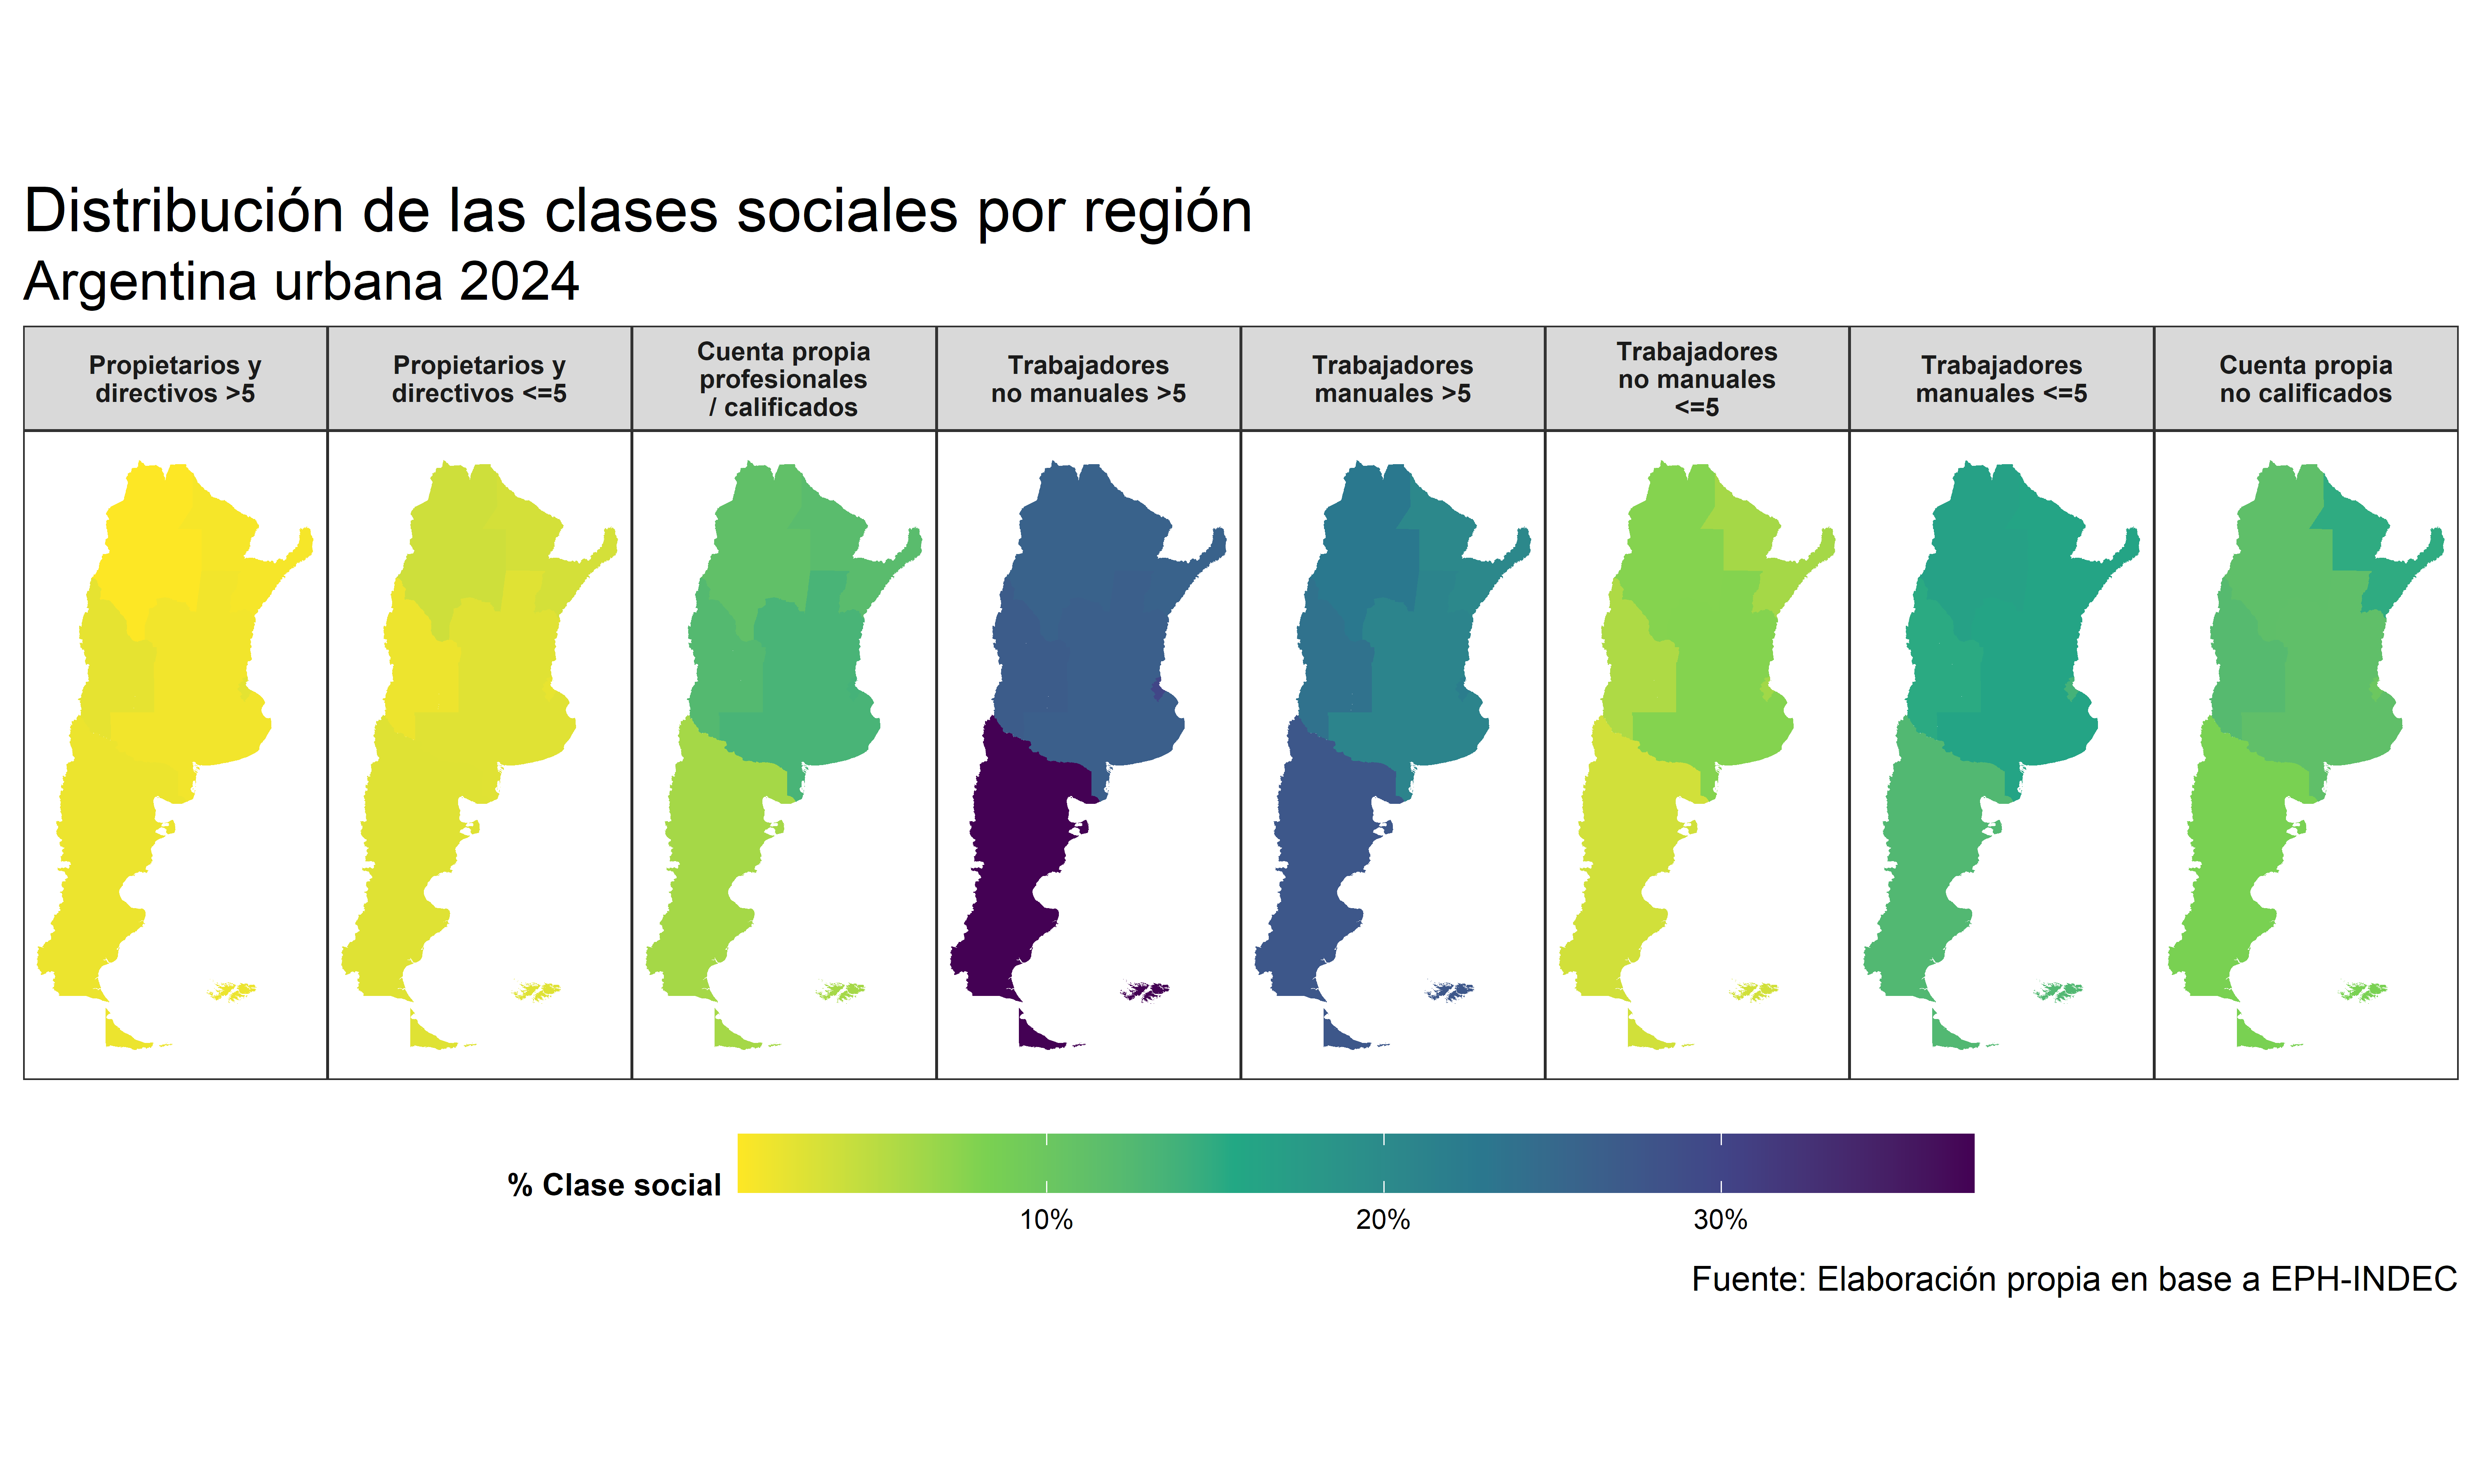 Distribución de las clases sociales por región
Argentina urbana 2024
Propietarios y
directivos >5
Propietarios y
directivos <=5
Cuenta propia
profesionales
/ calificados
Trabajadores
no manuales >5
Trabajadores
manuales >5
Trabajadores
no manuales
<=5
Trabajadores
manuales <=5
Cuenta propia
no calificados
% Clase social
10%
20%
30%
Fuente: Elaboración propia en base a EPH-INDEC